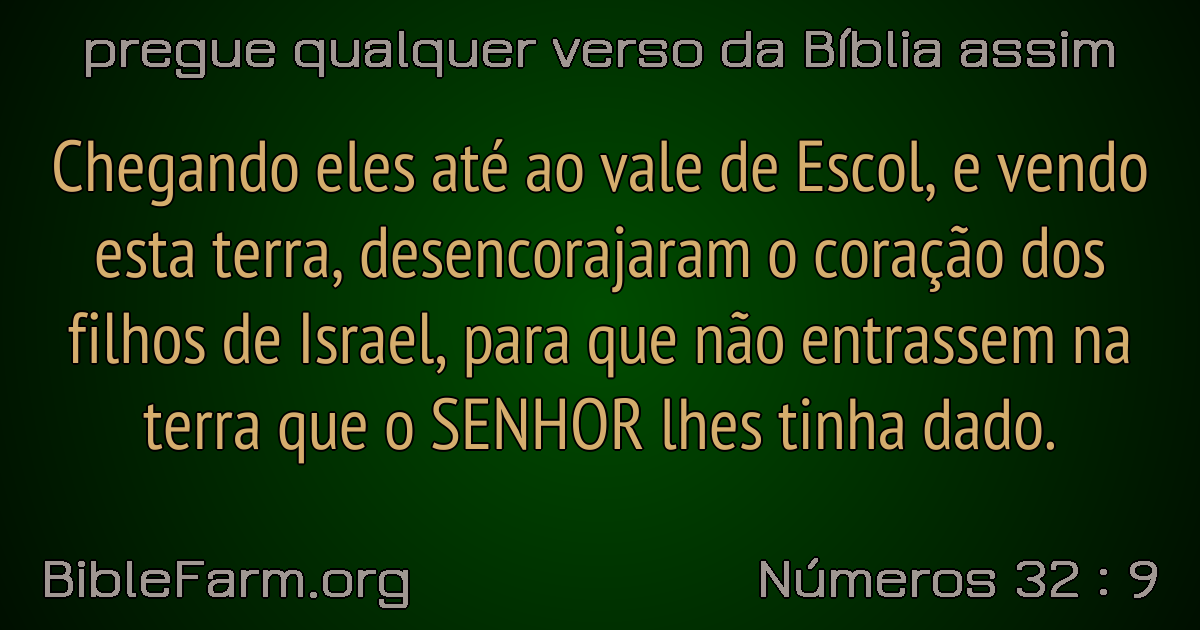 pregue qualquer verso da Bíblia assim
Chegando eles até ao vale de Escol, e vendo
esta terra, desencorajaram o coração dos
filhos de Israel, para que não entrassem na
terra que o SENHOR lhes tinha dado.
BibleFarm.org
Números 32 : 9